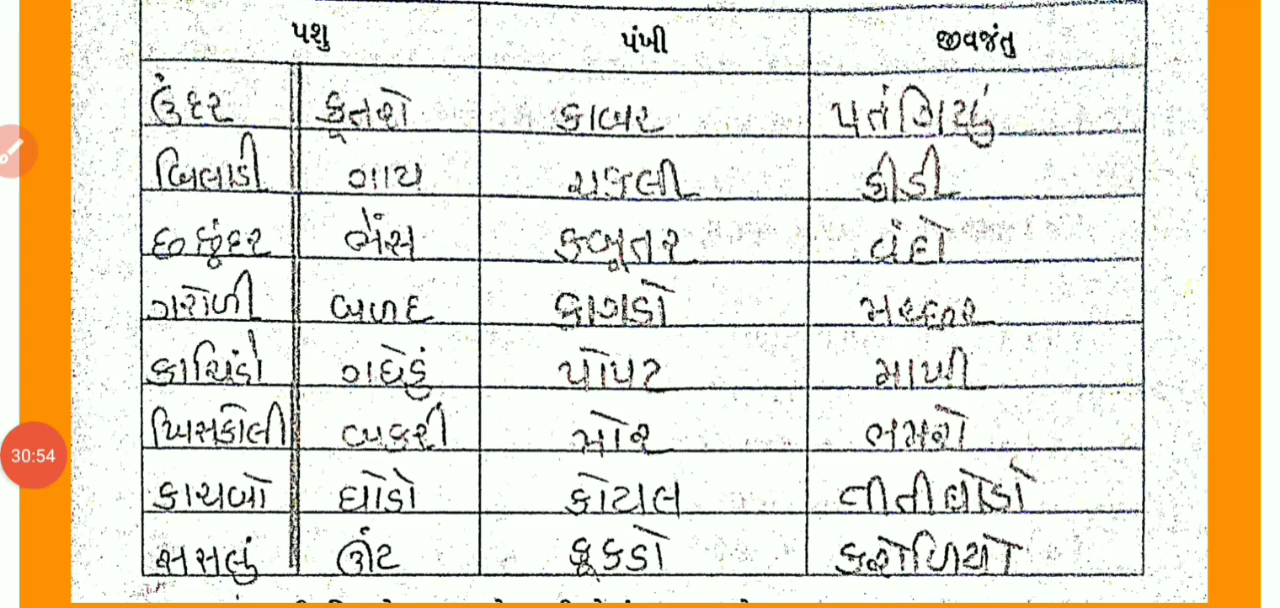 પશુ પંખી જીવજંતુ
ઉંદર કૂતરો કાબર પતંગિયું
બિલાડી ગાય ચકલી કીડી
છછુંદર ભેંસ કબૂતર વંદો
ગરોળી બળદ કાગડો મચ્છર
કાચિંડો ગધેડું પોપટ માખી
ખિસકોલી બકરી મોર ભમરો
કાચબો ઘોડો કોયલ તીતીઘોડો
સસલું ઊંટ કૂકડો કરોળિયો
30:54